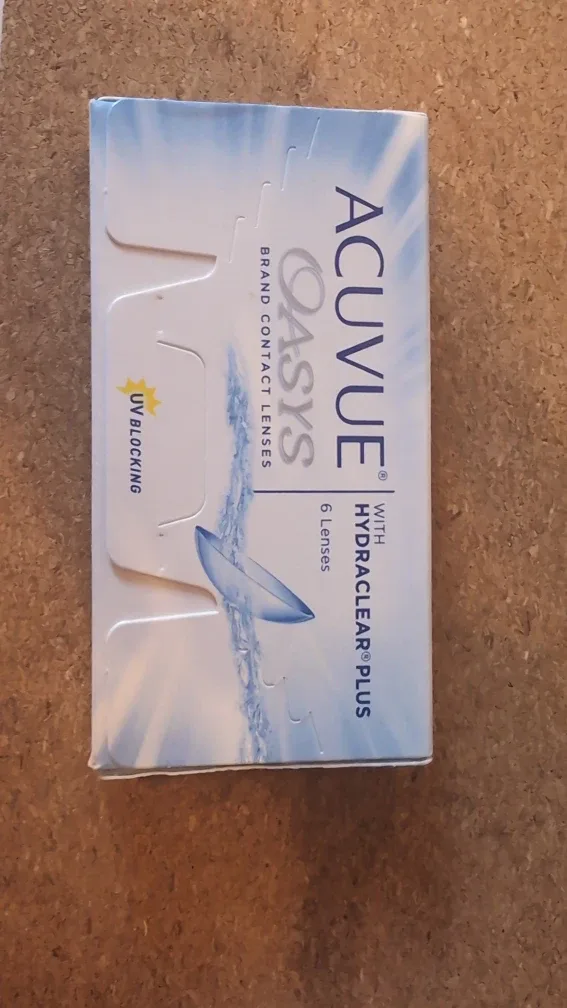 ACUVUE®
OASYS
BRAND CONTACT LENSES
WITH
HYDRACLEAR® PLUS
6 Lenses
UV BLOCKING